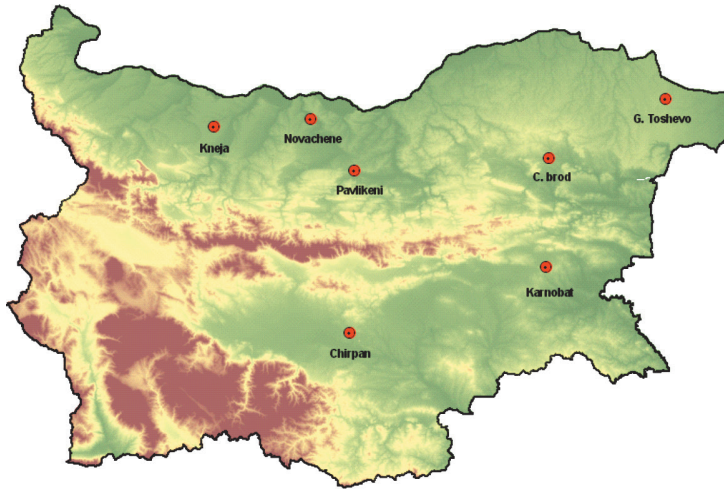 G. Toshevo
Novachene
Kneja
C. brod
Pavlikeni
Karnobat
Chirpan